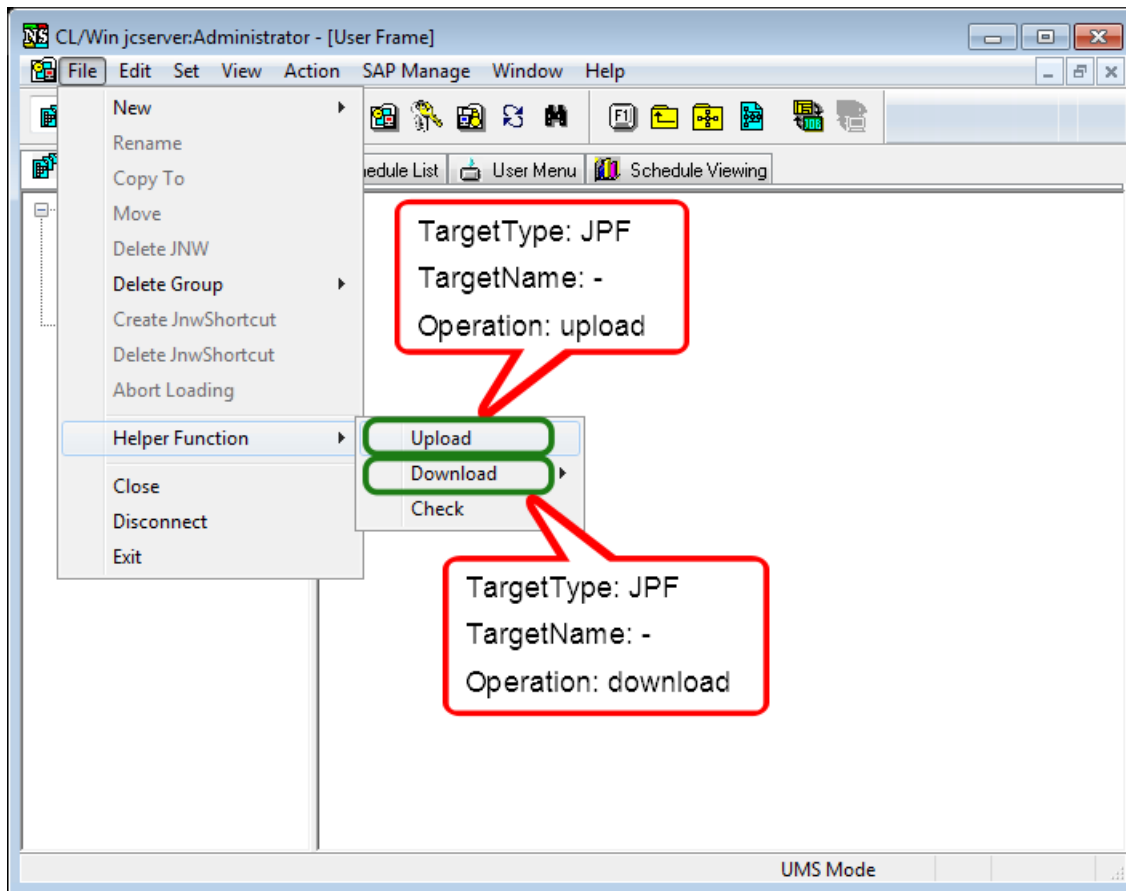 CL/Win jcserver:Administrator - [User Frame]
File Edit Set View Action SAP Manage Window Help
New
Rename
Copy To
Move
Delete JNW
Delete Group
Create JnwShortcut
Delete JnwShortcut
Abort Loading
Helper Function
Close
Disconnect
Exit
F1
List User Menu Schedule Viewing
TargetType: JPF
TargetName: -
Operation: upload
Upload
Download
Check
TargetType: JPF
TargetName: -
Operation: download
UMS Mode